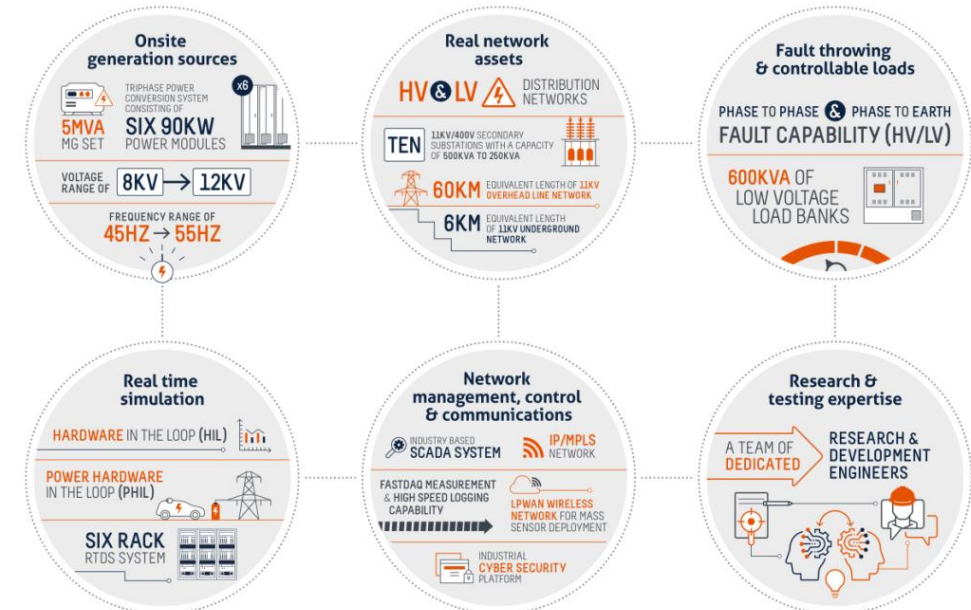 Onsite
generation sources
5MVA
MG SET
TRIPHASE POWER
CONVERSION SYSTEM
CONSISTING OF
SIX 90KW
POWER MODULES
x6
VOLTAGE
RANGE OF
8KV → 12KV
FREQUENCY RANGE OF
45HZ → 55HZ
Real network
assets
HV & LV
DISTRIBUTION
NETWORKS
TEN
11KV/400V SECONDARY
SUBSTATIONS WITH A CAPACITY
OF 500KVA TO 250KVA
60KM
EQUIVALENT LENGTH OF 11KV
OVERHEAD LINE NETWORK
6KM
EQUIVALENT LENGTH
OF 11KV UNDERGROUND
NETWORK
Fault throwing
& controllable loads
PHASE TO PHASE & PHASE TO EARTH
FAULT CAPABILITY (HV/LV)
600KVA OF
LOW VOLTAGE
LOAD BANKS
Real time
simulation
HARDWARE IN THE LOOP (HIL)
POWER HARDWARE
IN THE LOOP (PHIL)
SIX RACK
RTDS SYSTEM
Network
management, control
& communications
INDUSTRY BASED
SCADA SYSTEM
IP/MPLS
NETWORK
FASTDAQ MEASUREMENT
& HIGH SPEED LOGGING
CAPABILITY
LPWAN WIRELESS
NETWORK FOR MASS
SENSOR DEPLOYMENT
INDUSTRIAL
CYBER SECURITY
PLATFORM
Research &
testing expertise
A TEAM OF
DEDICATED
RESEARCH &
DEVELOPMENT
ENGINEERS